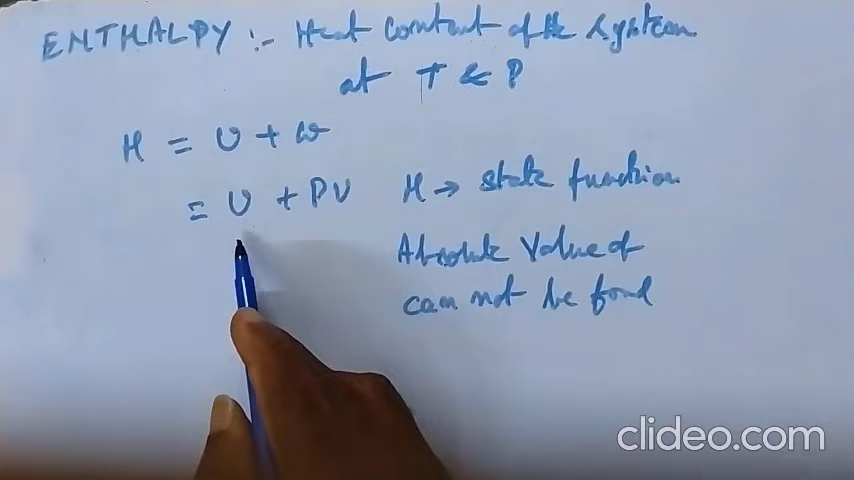 ENTHALPY :- Heat content of the system
at T & P
H = U + w
= U + PV
H → state function
Absolute value of
can not be found
clideo.com